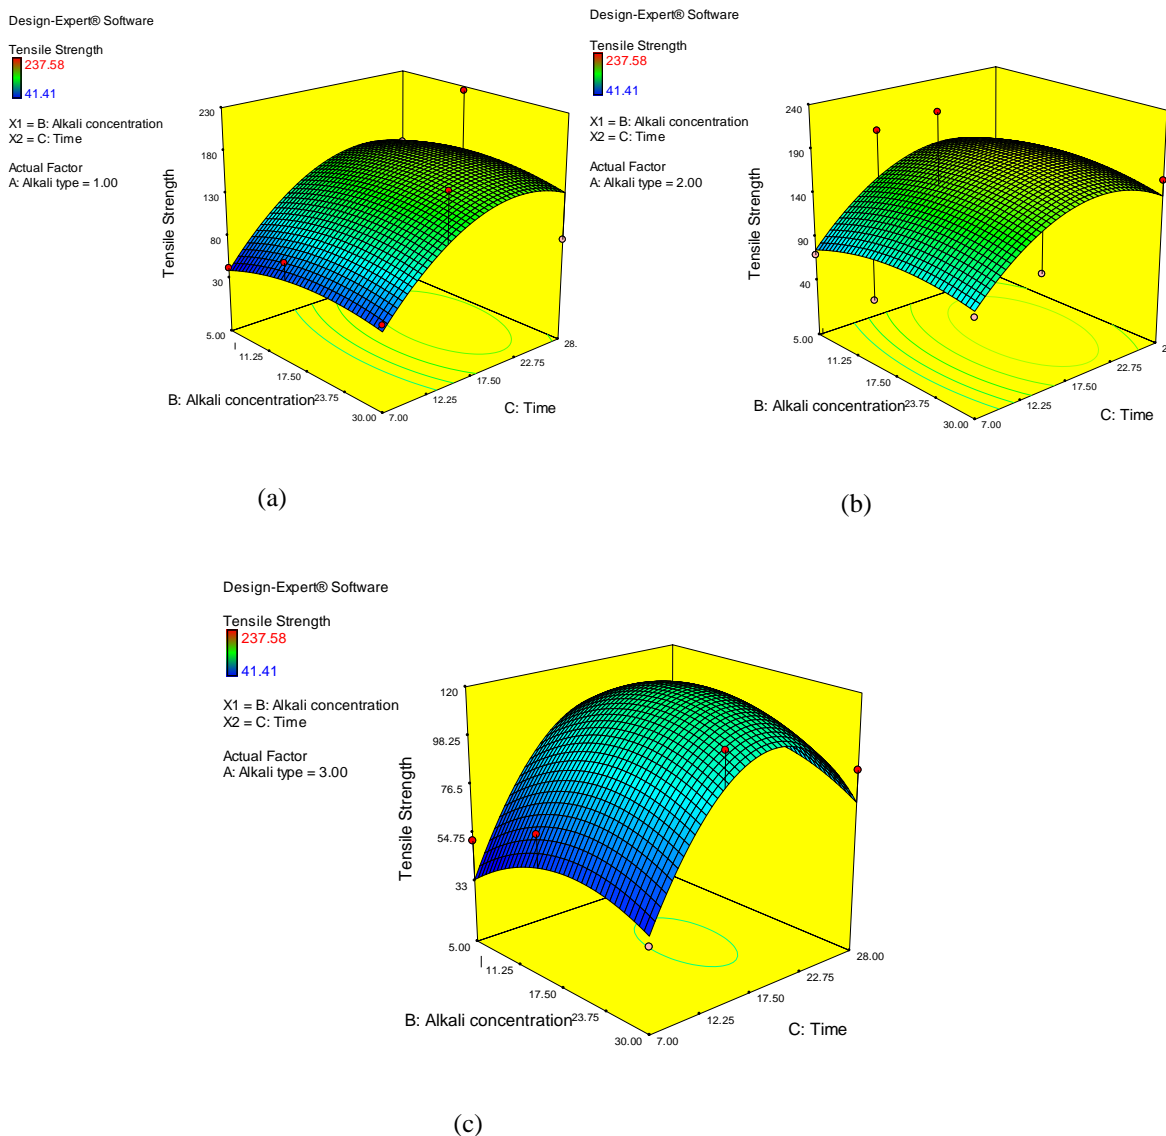 Design-Expert® Software
Tensile Strength
237.58
41.41
X1 = B: Alkali concentration
X2 = C: Time
Actual Factor
A: Alkali type = 1.00
230
180
130
80
30
Tensile Strength
5.00
11.25
17.50
23.75
30.00
7.00
12.25
17.50
22.75
28.
B: Alkali concentration
C: Time
(a)
Design-Expert® Software
Tensile Strength
237.58
41.41
X1 = B: Alkali concentration
X2 = C: Time
Actual Factor
A: Alkali type = 2.00
240
190
140
90
40
Tensile Strength
5.00
11.25
17.50
23.75
30.00
7.00
12.25
17.50
22.75
2
B: Alkali concentration
C: Time
(b)
Design-Expert® Software
Tensile Strength
237.58
41.41
X1 = B: Alkali concentration
X2 = C: Time
Actual Factor
A: Alkali type = 3.00
120
98.25
76.5
54.75
33
Tensile Strength
5.00
11.25
17.50
23.75
30.00
7.00
12.25
17.50
22.75
28.00
B: Alkali concentration
C: Time
(c)